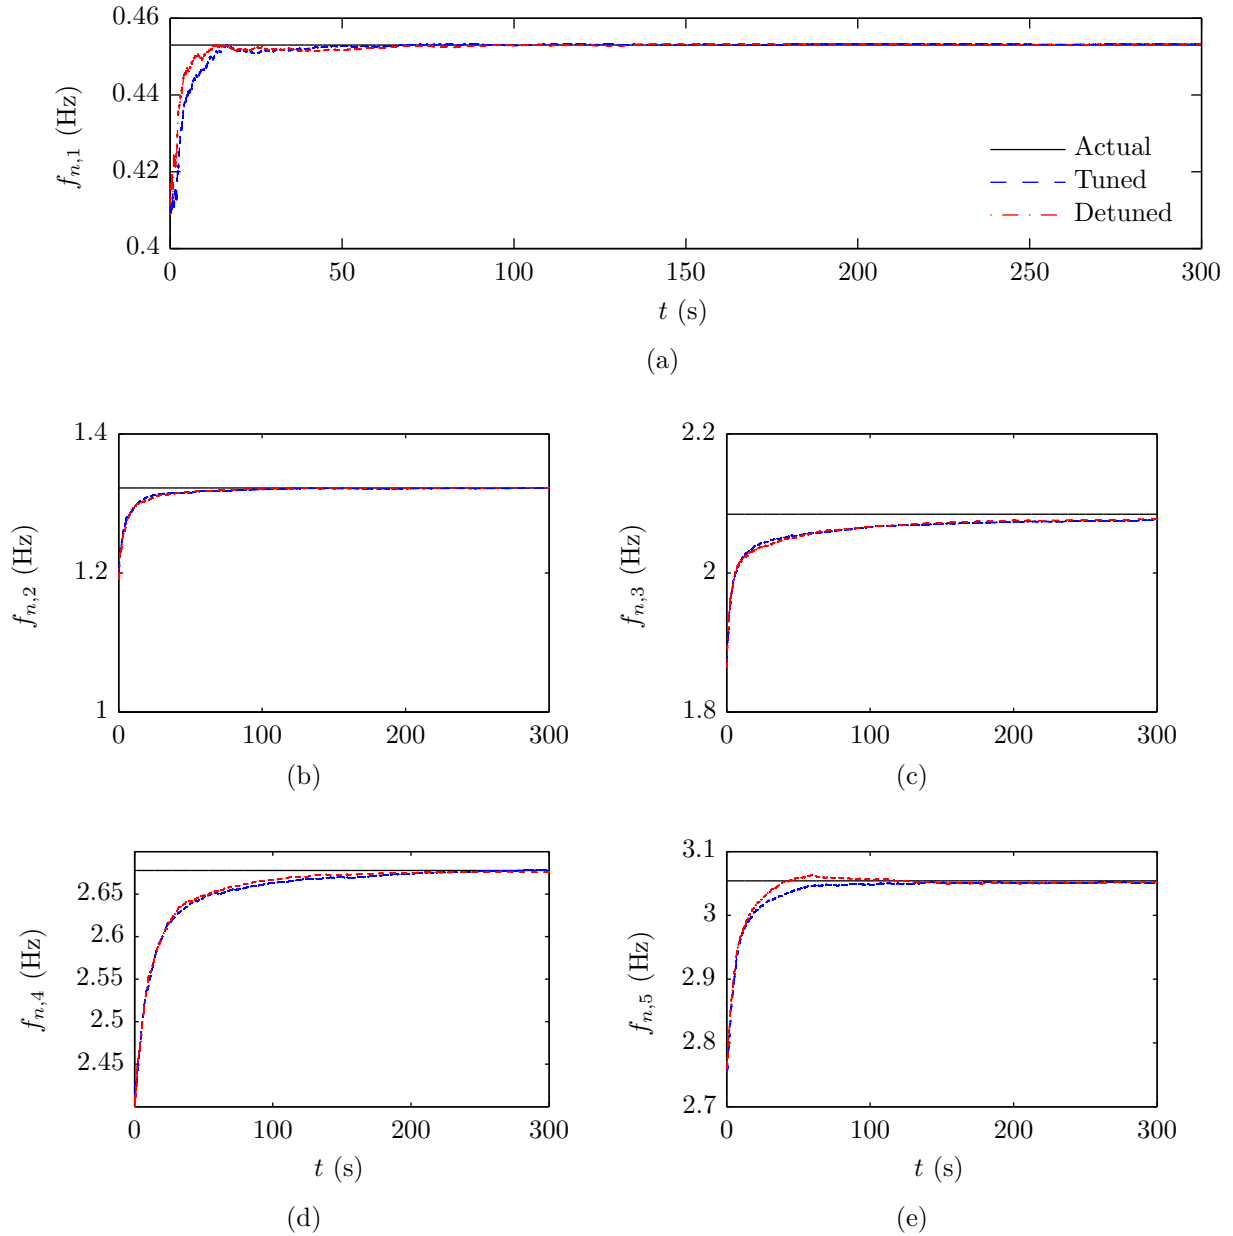 0.46
0.44
0.42
0.4
f_{n,1} (Hz)
Actual
Tuned
Detuned
0 50 100 150 200 250 300
t (s)
(a)
1.4
1.2
1
f_{n,2} (Hz)
0 100 200 300
(b)
2.2
2
1.8
f_{n,3} (Hz)
0 100 200 300
(c)
2.65
2.6
2.55
2.5
2.45
f_{n,4} (Hz)
0 100 200 300
t (s)
(d)
3.1
3
2.9
2.8
2.7
f_{n,5} (Hz)
0 100 200 300
t (s)
(e)